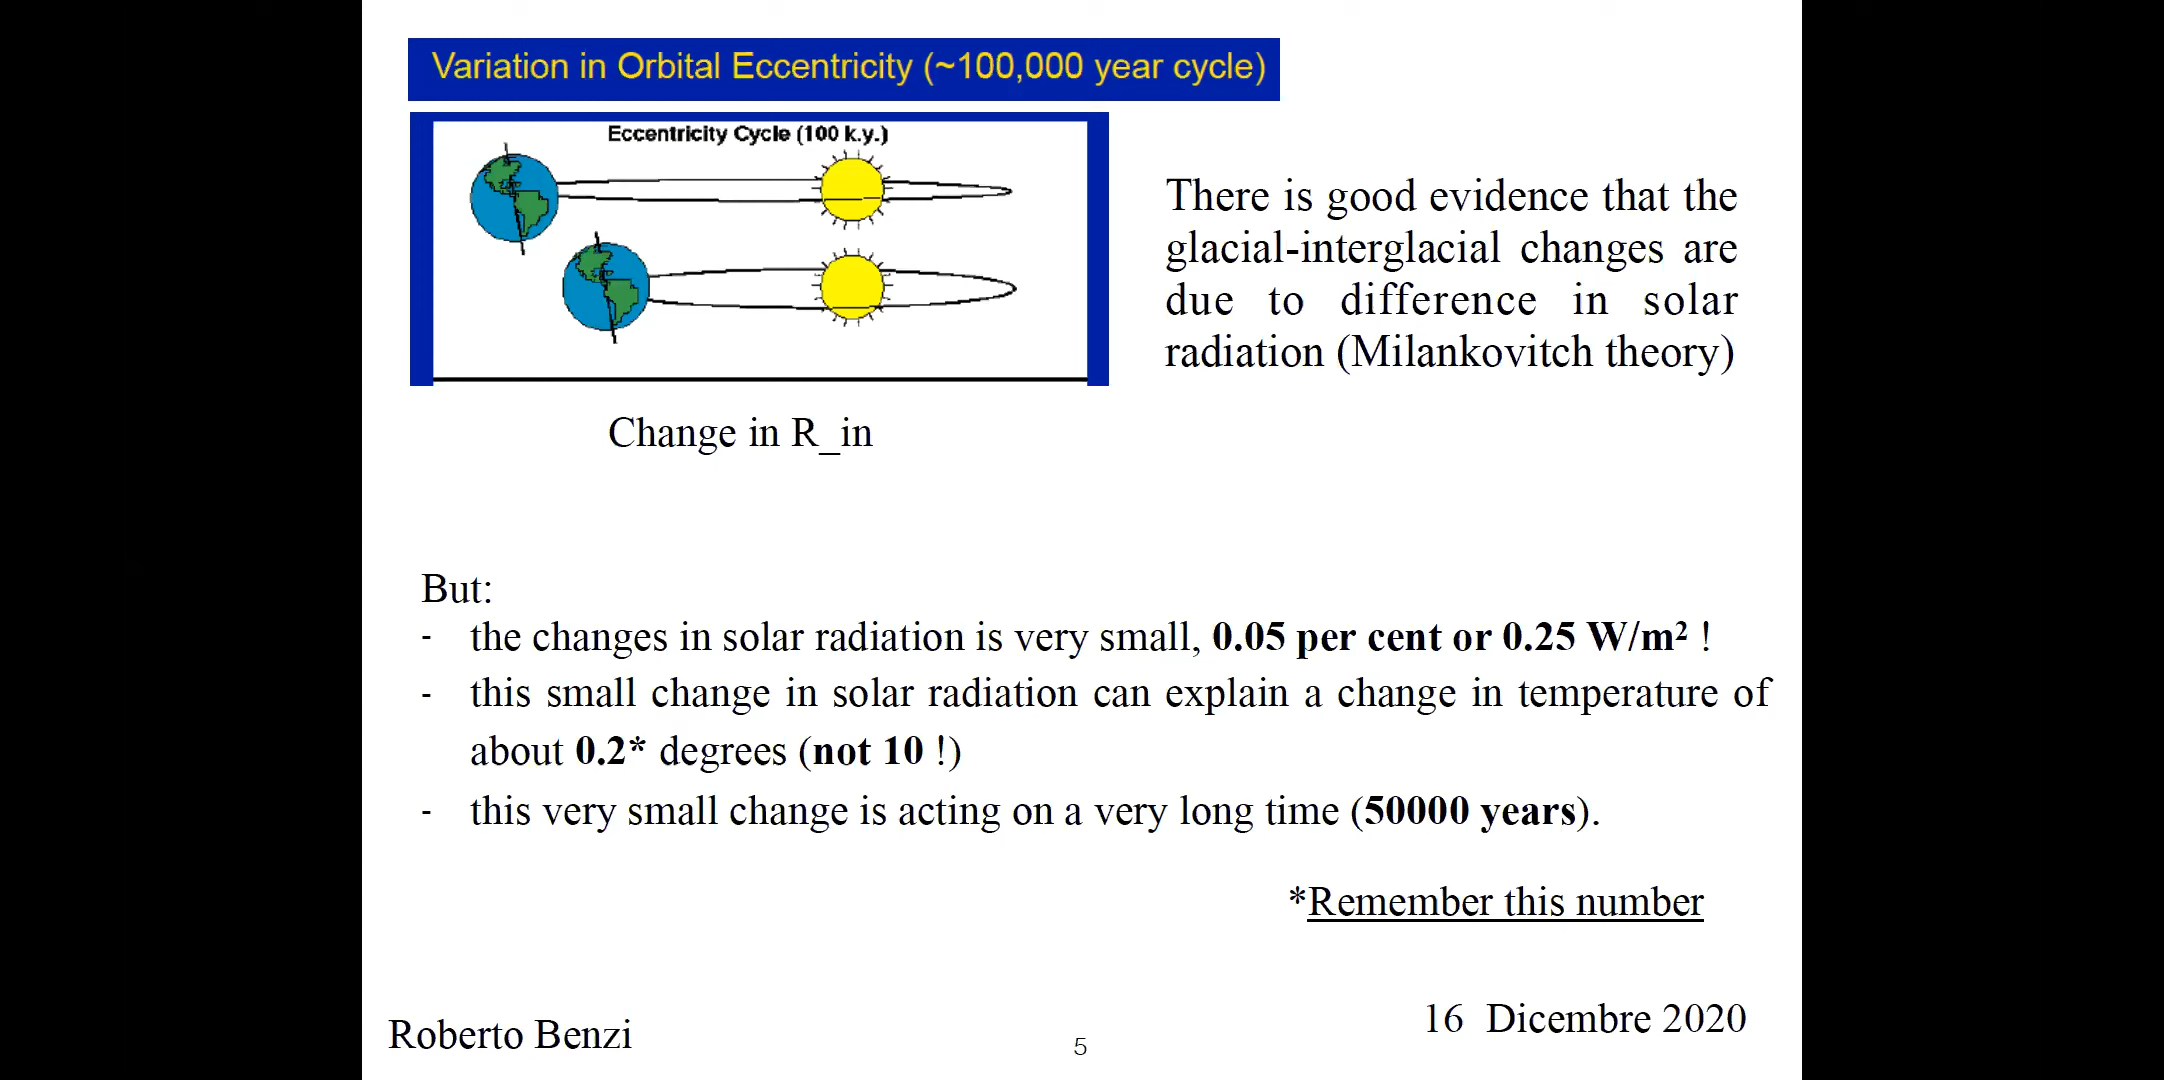 Variation in Orbital Eccentricity (~100,000 year cycle)
Eccentricity Cycle (100 k.y.)
There is good evidence that the
glacial-interglacial changes are
due to difference in solar
radiation (Milankovitch theory)
Change in R_in
But:
- the changes in solar radiation is very small, 0.05 per cent or 0.25 W/m² !
- this small change in solar radiation can explain a change in temperature of
about 0.2* degrees (not 10 !)
- this very small change is acting on a very long time (50000 years).
*Remember this number
Roberto Benzi
5
16 Dicembre 2020